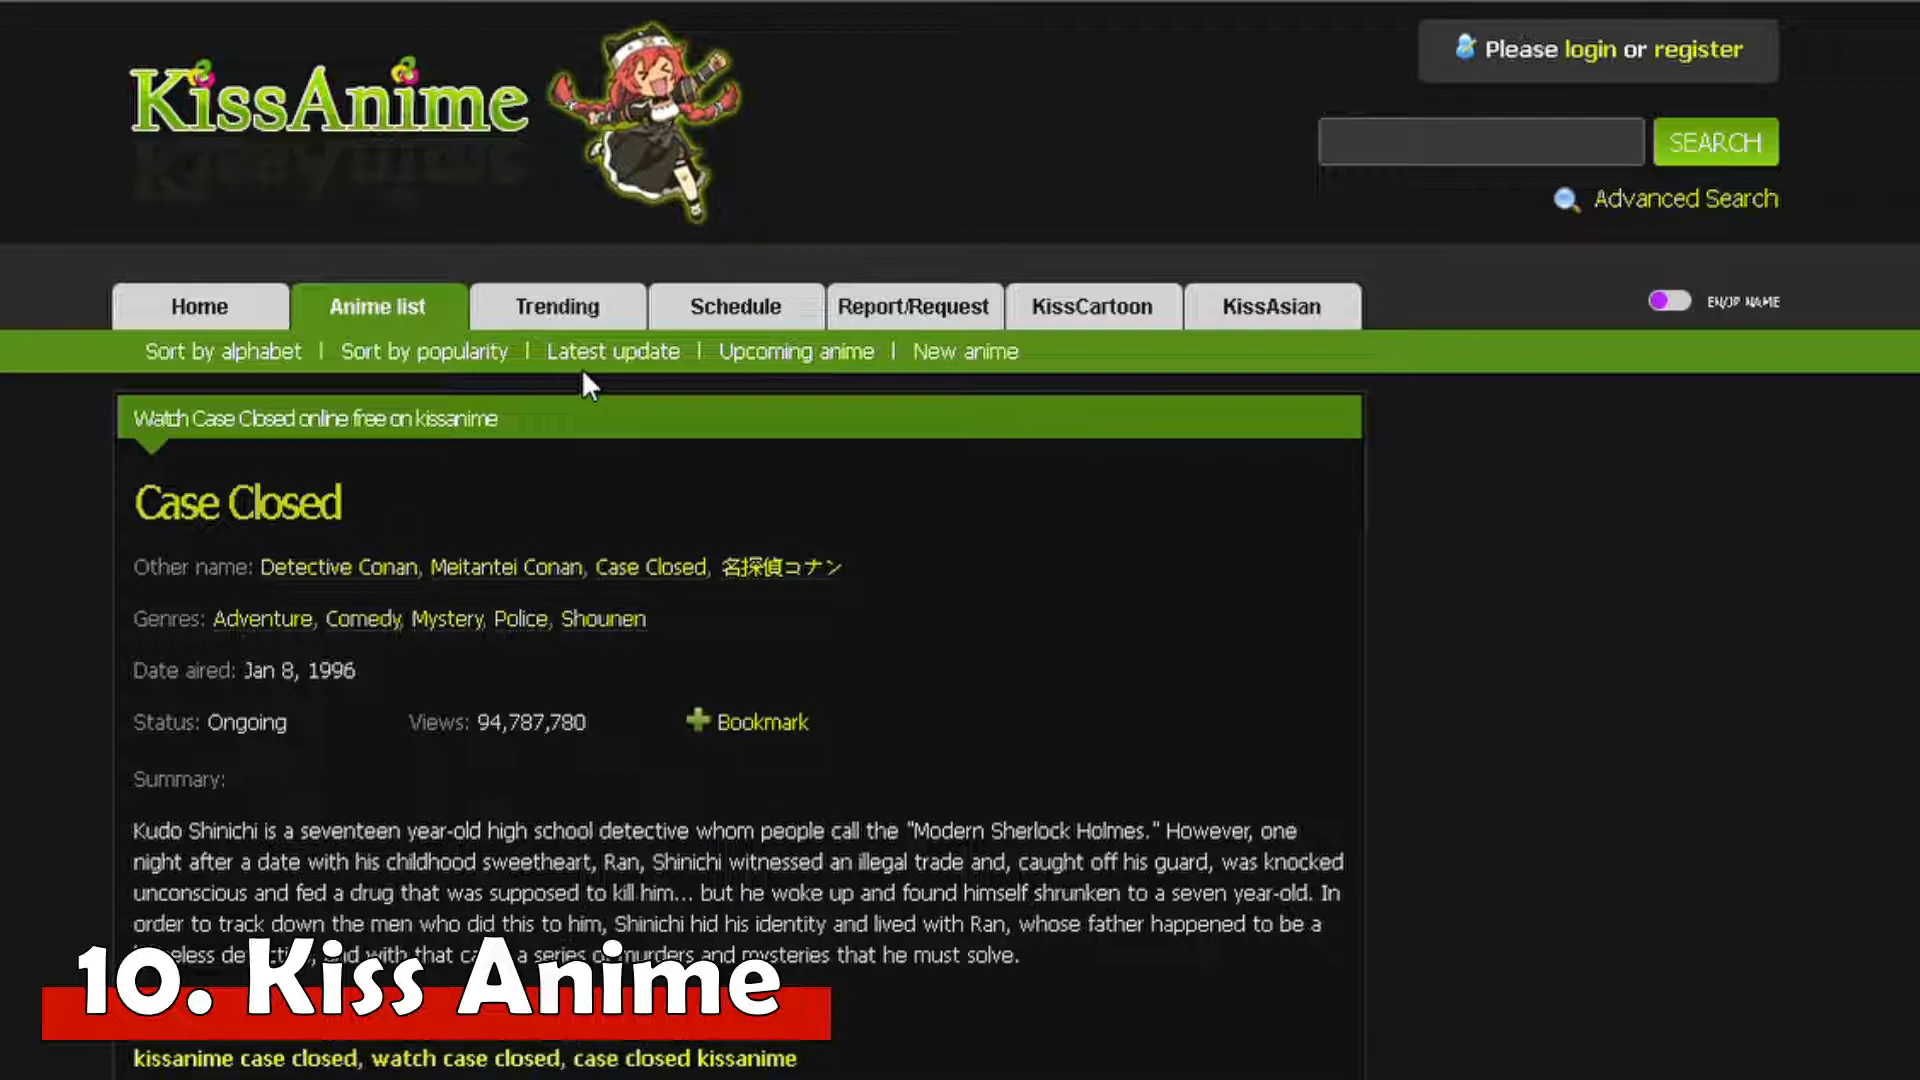 KissAnime
Please login or register
SEARCH
Advanced Search
Home
Anime list
Trending
Schedule
Report/Request
KissCartoon
KissAsian
EN/JP NAME
Sort by alphabet | Sort by popularity | Latest update | Upcoming anime | New anime
Watch Case Closed online free on kissanime
Case Closed
Other name: Detective Conan, Meitantei Conan, Case Closed, 名探偵コナン
Genres: Adventure, Comedy, Mystery, Police, Shounen
Date aired: Jan 8, 1996
Status: Ongoing Views: 94,787,780 Bookmark
Summary:
Kudo Shinichi is a seventeen year-old high school detective whom people call the "Modern Sherlock Holmes." However, one
night after a date with his childhood sweetheart, Ran, Shinichi witnessed an illegal trade and, caught off his guard, was knocked
unconscious and fed a drug that was supposed to kill him... but he woke up and found himself shrunken to a seven year-old. In
order to track down the men who did this to him, Shinichi hid his identity and lived with Ran, whose father happened to be a
with that a series murders and mysteries that he must solve.
10. Kiss Anime
kissanime case closed, watch case closed, case closed kissanime